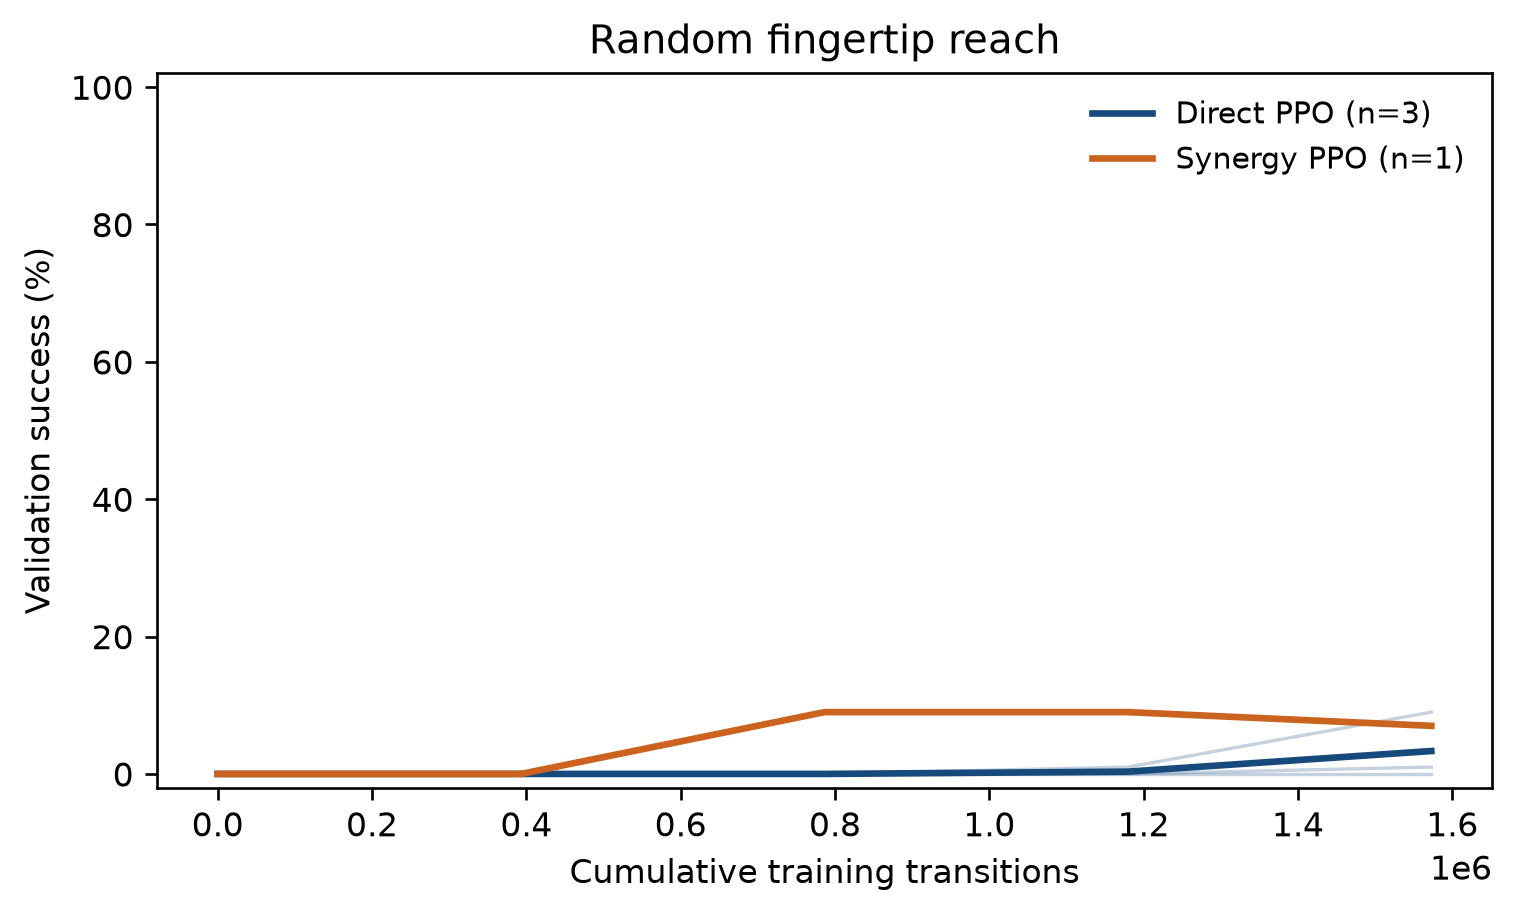 Random fingertip reach
Direct PPO (n=3)
Synergy PPO (n=1)
Validation success (%)
100
80
60
40
20
0
0.0 0.2 0.4 0.6 0.8 1.0 1.2 1.4 1.6
1e6
Cumulative training transitions